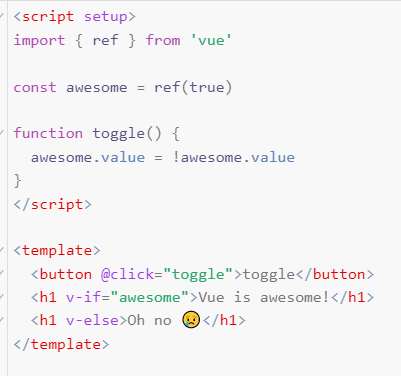 <script setup>
import { ref } from 'vue'

const awesome = ref(true)

function toggle() {
  awesome.value = !awesome.value
}
</script>

<template>
  <button @click="toggle">toggle</button>
  <h1 v-if="awesome">Vue is awesome!</h1>
  <h1 v-else>Oh no 😢</h1>
</template>